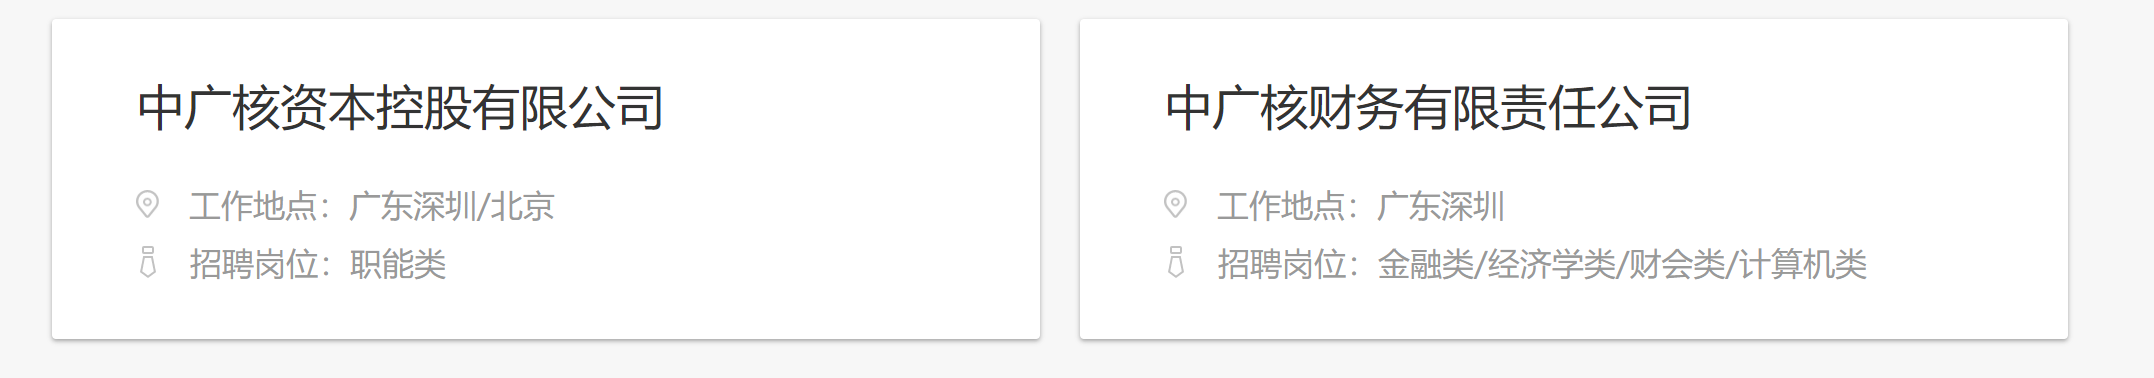 中广核资本控股有限公司
工作地点：广东深圳/北京
招聘岗位：职能类
中广核财务有限责任公司
工作地点：广东深圳
招聘岗位：金融类/经济学类/财会类/计算机类